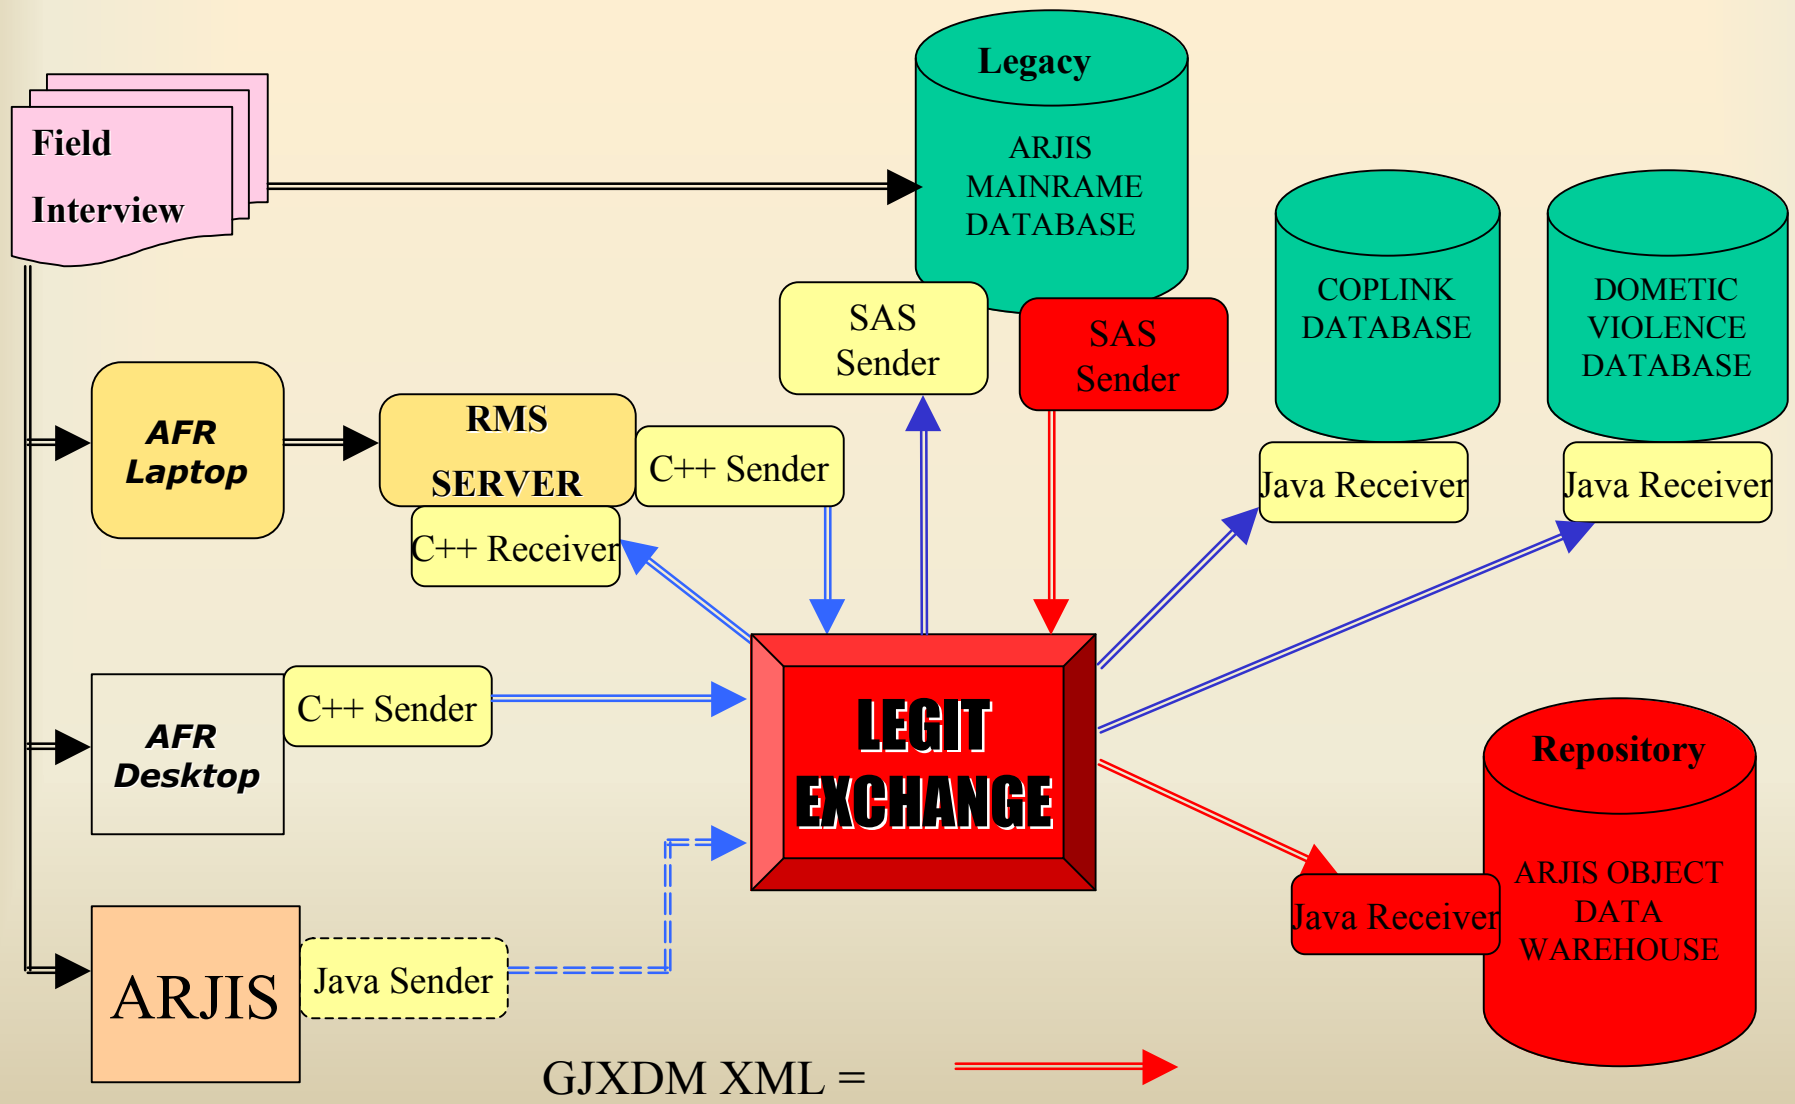 Legacy
ARJIS
MAINRAME
DATABASE
Field
Interview
COPLINK
DATABASE
DOMETIC
VIOLENCE
DATABASE
SAS
Sender
SAS
Sender
AFR
Laptop
RMS
SERVER
C++ Sender
C++ Receiver
Java Receiver
Java Receiver
AFR
Desktop
C++ Sender
LEGIT
EXCHANGE
Repository
ARJIS OBJECT
DATA
WAREHOUSE
Java Receiver
ARJIS
Java Sender
GJXDM XML =